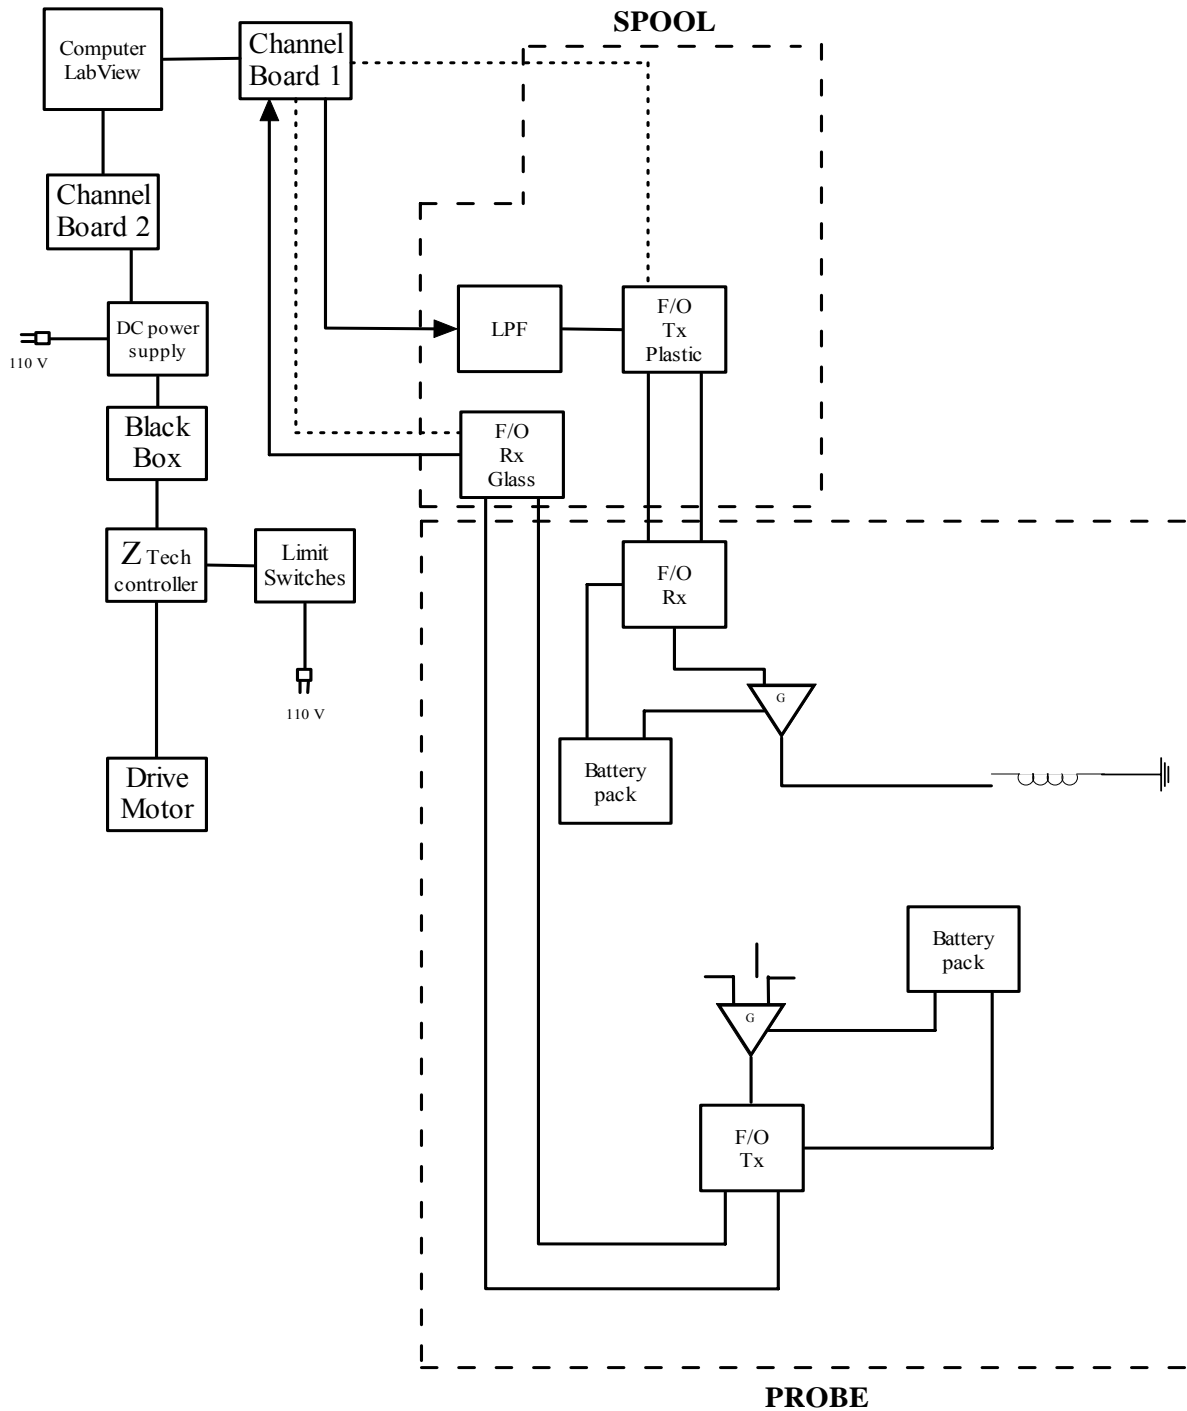 SPOOL
Computer
LabView
Channel
Board 1
Channel
Board 2
DC power
supply
110 V
LPF
F/O
Tx
Plastic
Black
Box
F/O
Rx
Glass
Z Tech
controller
Limit
Switches
F/O
Rx
110 V
G
Battery
pack
Drive
Motor
Battery
pack
G
F/O
Tx
PROBE